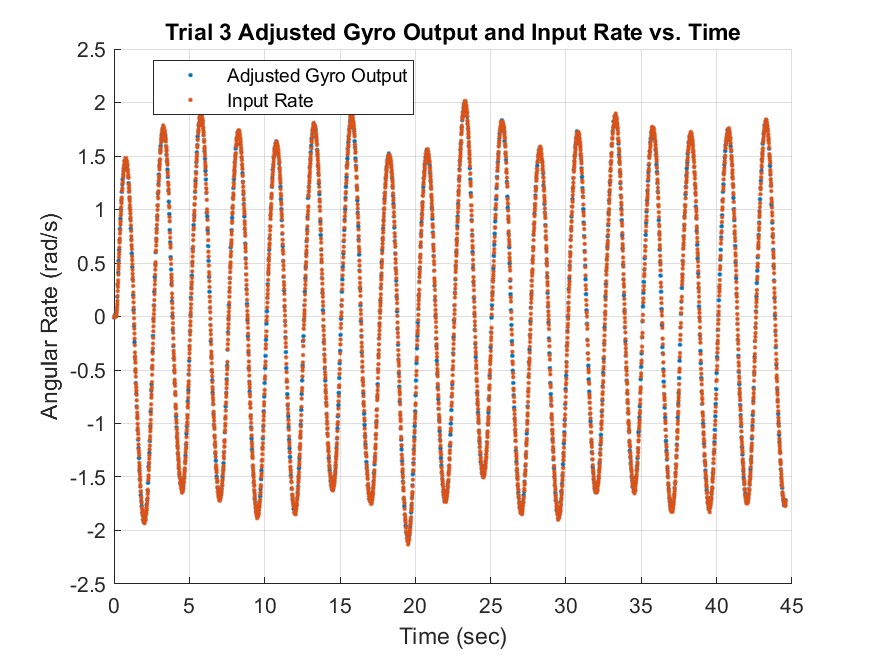 Trial 3 Adjusted Gyro Output and Input Rate vs. Time
2.5
Adjusted Gyro Output
Input Rate
2
1.5
1
0.5
0
-0.5
-1
-1.5
-2
-2.5
Angular Rate (rad/s)
0 5 10 15 20 25 30 35 40 45
Time (sec)